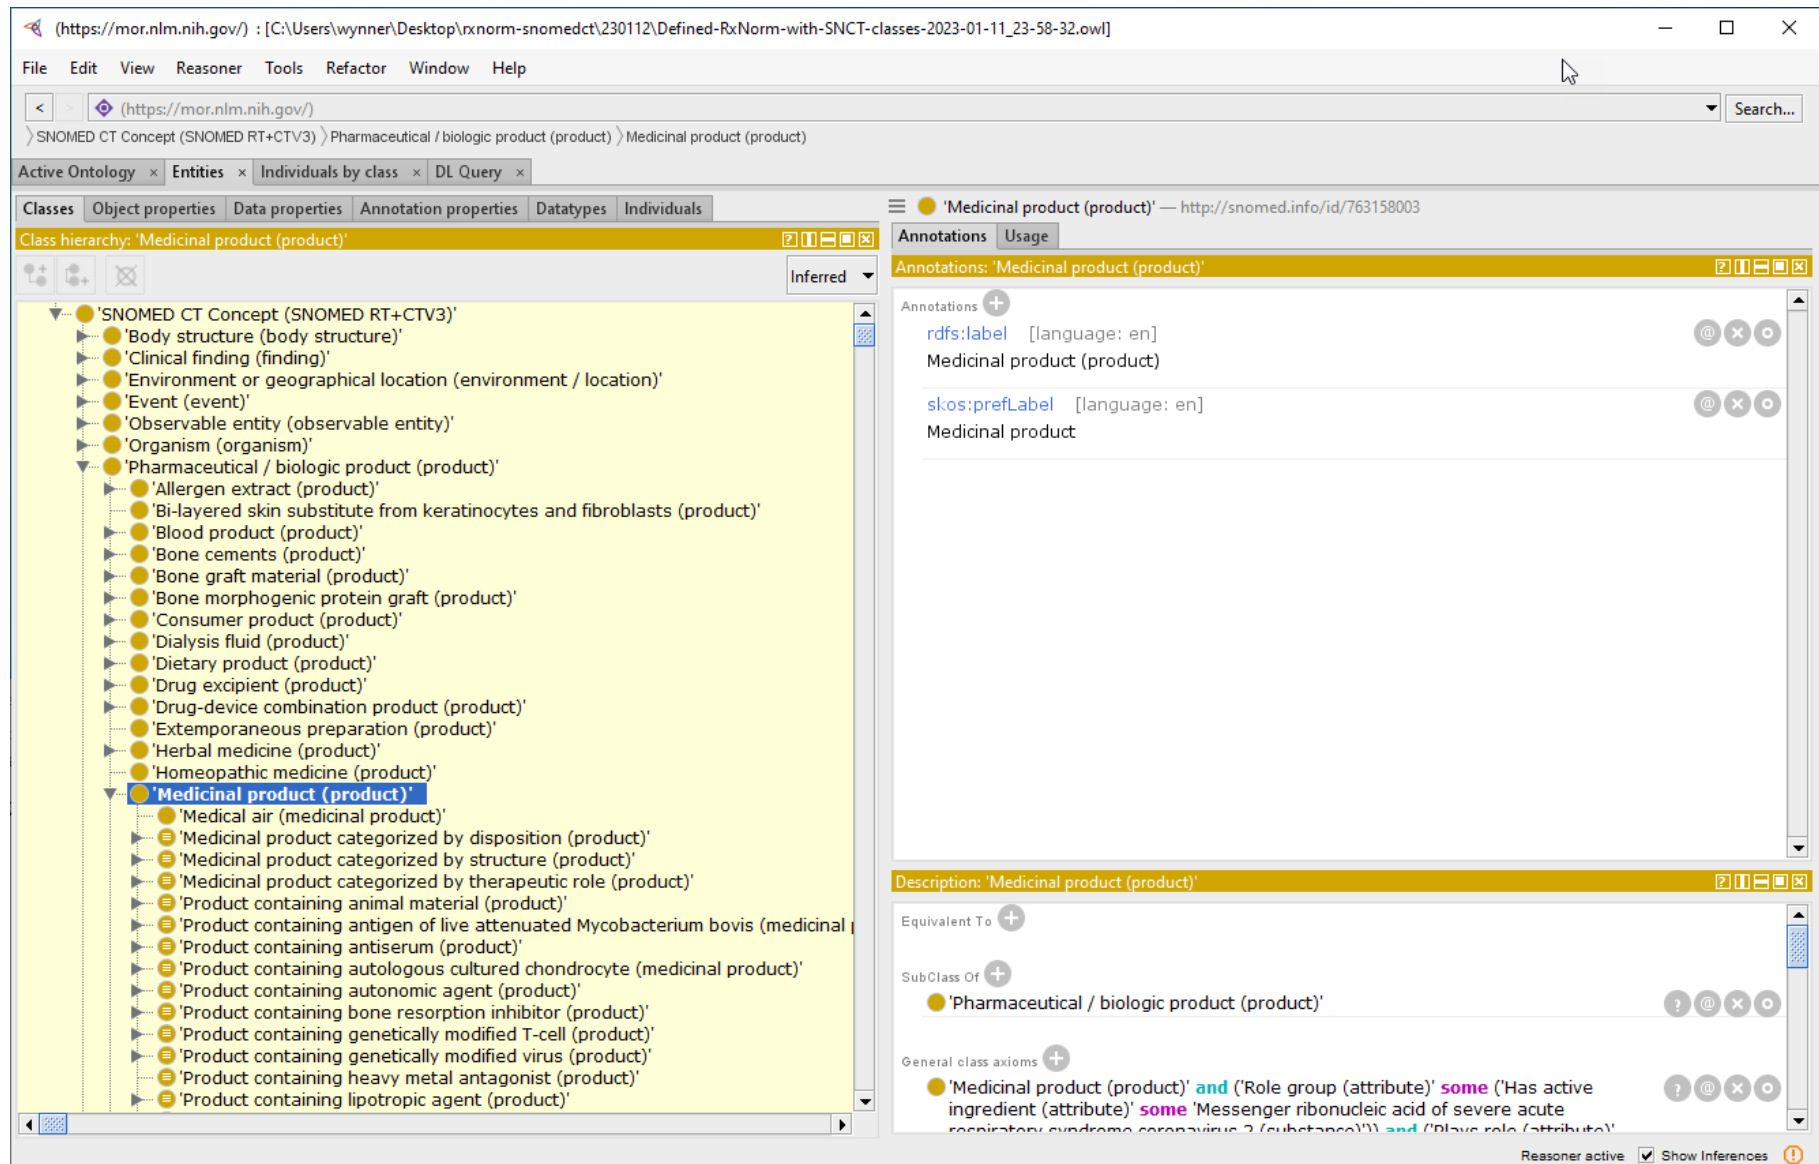 (https://mor.nlm.nih.gov/) : [C:\Users\wynner\Desktop\rxnorm-snomedct\230112\Defined-RxNorm-with-SNCT-classes-2023-01-11_23-58-32.owl]
File Edit View Reasoner Tools Refactor Window Help
< > (https://mor.nlm.nih.gov/) Search...
SNOMED CT Concept (SNOMED RT+CTV3) Pharmaceutical / biologic product (product) Medicinal product (product)
Active Ontology × Entities × Individuals by class × DL Query ×
Classes Object properties Data properties Annotation properties Datatypes Individuals
Class hierarchy: 'Medicinal product (product)'
Inferred
'SNOMED CT Concept (SNOMED RT+CTV3)'
'Body structure (body structure)'
'Clinical finding (finding)'
'Environment or geographical location (environment / location)'
'Event (event)'
'Observable entity (observable entity)'
'Organism (organism)'
'Pharmaceutical / biologic product (product)'
'Allergen extract (product)'
'Bi-layered skin substitute from keratinocytes and fibroblasts (product)'
'Blood product (product)'
'Bone cements (product)'
'Bone graft material (product)'
'Bone morphogenic protein graft (product)'
'Consumer product (product)'
'Dialysis fluid (product)'
'Dietary product (product)'
'Drug excipient (product)'
'Drug-device combination product (product)'
'Extemporaneous preparation (product)'
'Herbal medicine (product)'
'Homeopathic medicine (product)'
'Medicinal product (product)'
'Medical air (medicinal product)'
'Medicinal product categorized by disposition (product)'
'Medicinal product categorized by structure (product)'
'Medicinal product categorized by therapeutic role (product)'
'Product containing animal material (product)'
'Product containing antigen of live attenuated Mycobacterium bovis (medicinal
'Product containing antiserum (product)'
'Product containing autologous cultured chondrocyte (medicinal product)'
'Product containing autonomic agent (product)'
'Product containing bone resorption inhibitor (product)'
'Product containing genetically modified T-cell (product)'
'Product containing genetically modified virus (product)'
'Product containing heavy metal antagonist (product)'
'Product containing lipotropic agent (product)'
'Medicinal product (product)' — http://snomed.info/id/763158003
Annotations Usage
Annotations: 'Medicinal product (product)'
Annotations
rdfs:label [language: en]
Medicinal product (product)
skos:prefLabel [language: en]
Medicinal product
Description: 'Medicinal product (product)'
Equivalent To
SubClass Of
'Pharmaceutical / biologic product (product)'
General class axioms
'Medicinal product (product)' and ('Role group (attribute)' some ('Has active
ingredient (attribute)' some 'Messenger ribonucleic acid of severe acute
respiratory syndrome coronavirus 2 (substance)')) and ('Plays role (attribute)'
Reasoner active Show Inferences